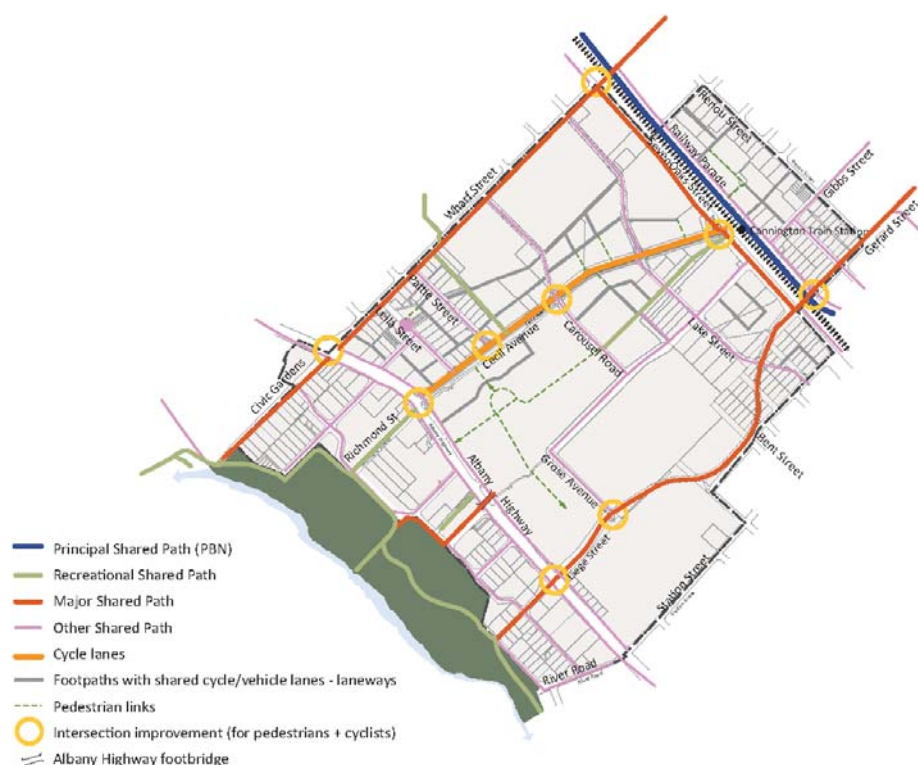 Renou Street
Railway Parade
Gibbs Street
Gerard Street
Cannington Train Station
Wharf Street
Pattie Street
Cecil Avenue
Carousel Road
Lake Street
Civic Gardens
Richmond St
Albany
Highway
Grose Avenue
Bent Street
Liege Street
Station Street
River Road
Principal Shared Path (PBN)
Recreational Shared Path
Major Shared Path
Other Shared Path
Cycle lanes
Footpaths with shared cycle/vehicle lanes - laneways
Pedestrian links
Intersection improvement (for pedestrians + cyclists)
Albany Highway footbridge